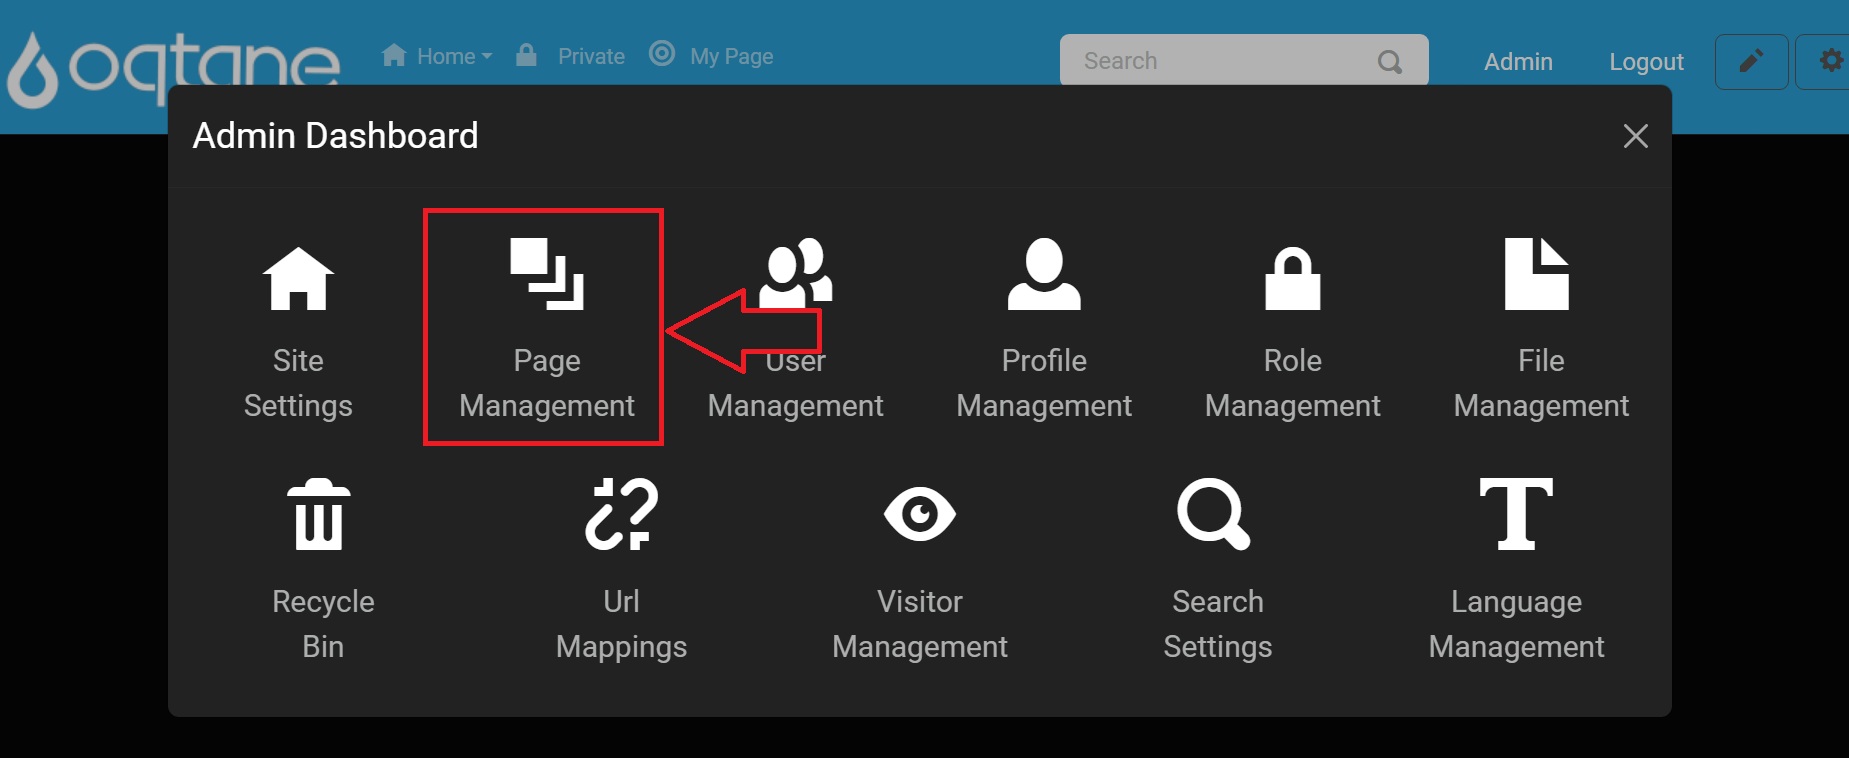 oqtane
Home
Private
My Page
Search
Admin
Logout
Admin Dashboard
Site
Settings
Page
Management
User
Management
Profile
Management
Role
Management
File
Management
Recycle
Bin
Url
Mappings
Visitor
Management
Search
Settings
Language
Management